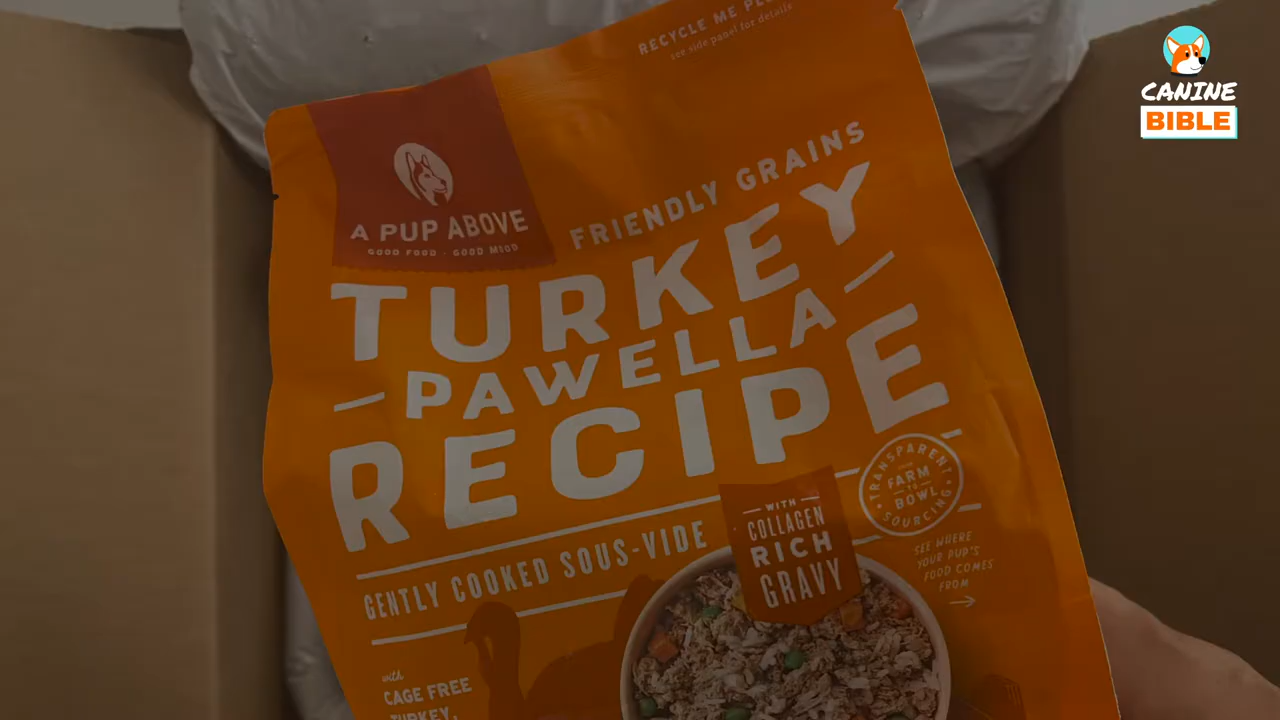 RECYCLE ME
see side panel for details
CANINE
BIBLE
A PUP ABOVE
GOOD FOOD · GOOD MOOD
FRIENDLY GRAINS
TURKEY
PAWELLA
RECIPE
GENTLY COOKED SOUS-VIDE
WITH
COLLAGEN
RICH
GRAVY
TRANSPARENT
FARM
TO
BOWL
SOURCING
SEE WHERE
YOUR PUP'S
FOOD COMES
FROM
with
CAGE FREE
TURKEY,